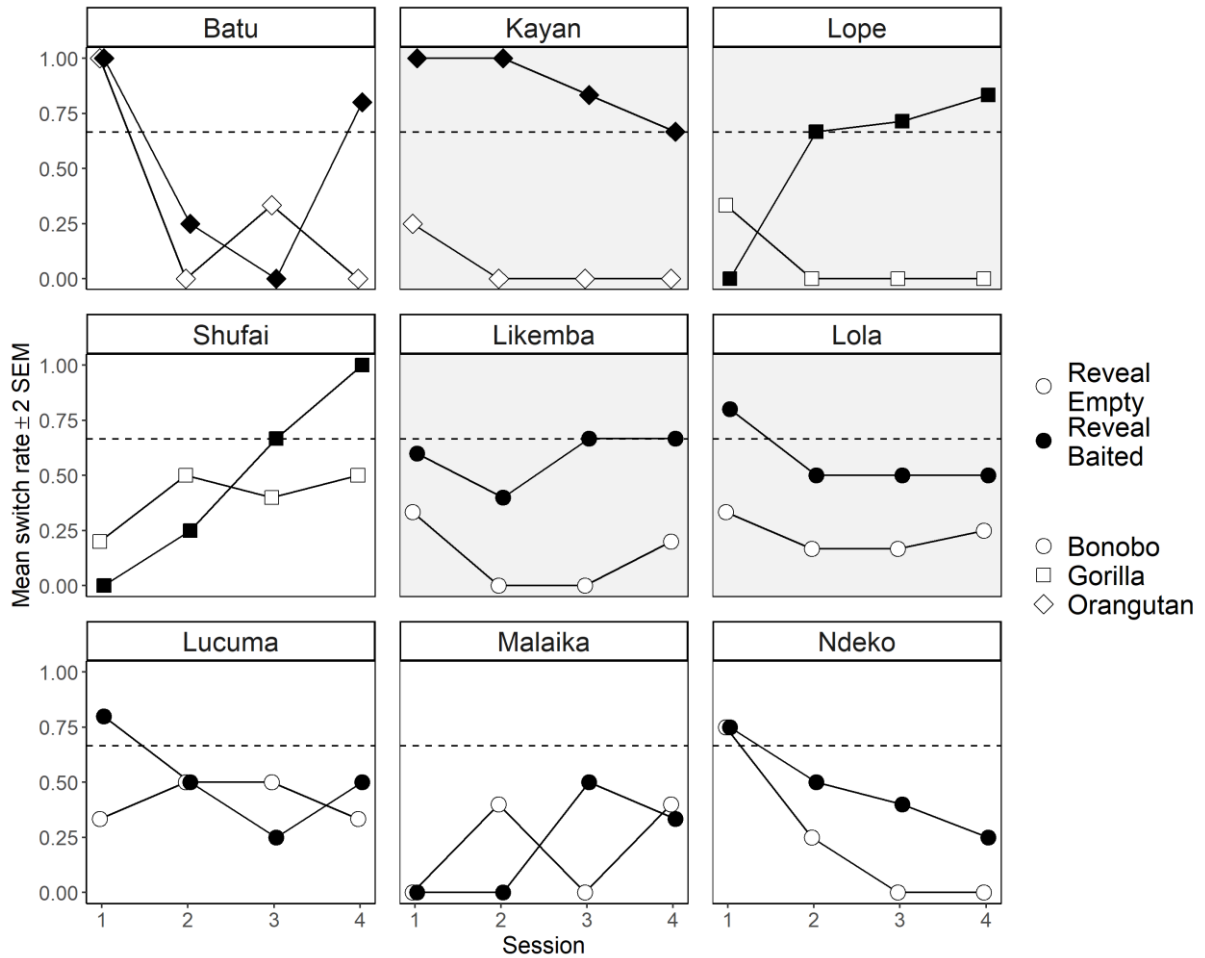 Batu
Kayan
Lope
1.00
0.75
0.50
0.25
0.00
Shufai
Likemba
Lola
1.00
0.75
0.50
0.25
0.00
Mean switch rate ± 2 SEM
Lucuma
Malaika
Ndeko
1.00
0.75
0.50
0.25
0.00
1 2 3 4
1 2 3 4
1 2 3 4
Session
Reveal
Empty
Reveal
Baited
Bonobo
Gorilla
Orangutan